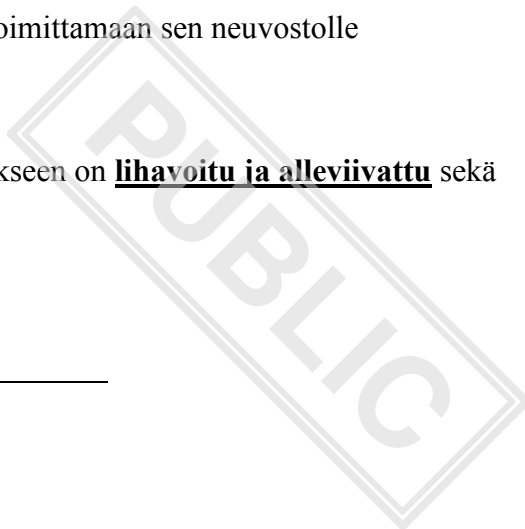 oimittamaan sen neuvostolle
kseen on lihavoitu ja alleviivattu sekä
PUBLIC